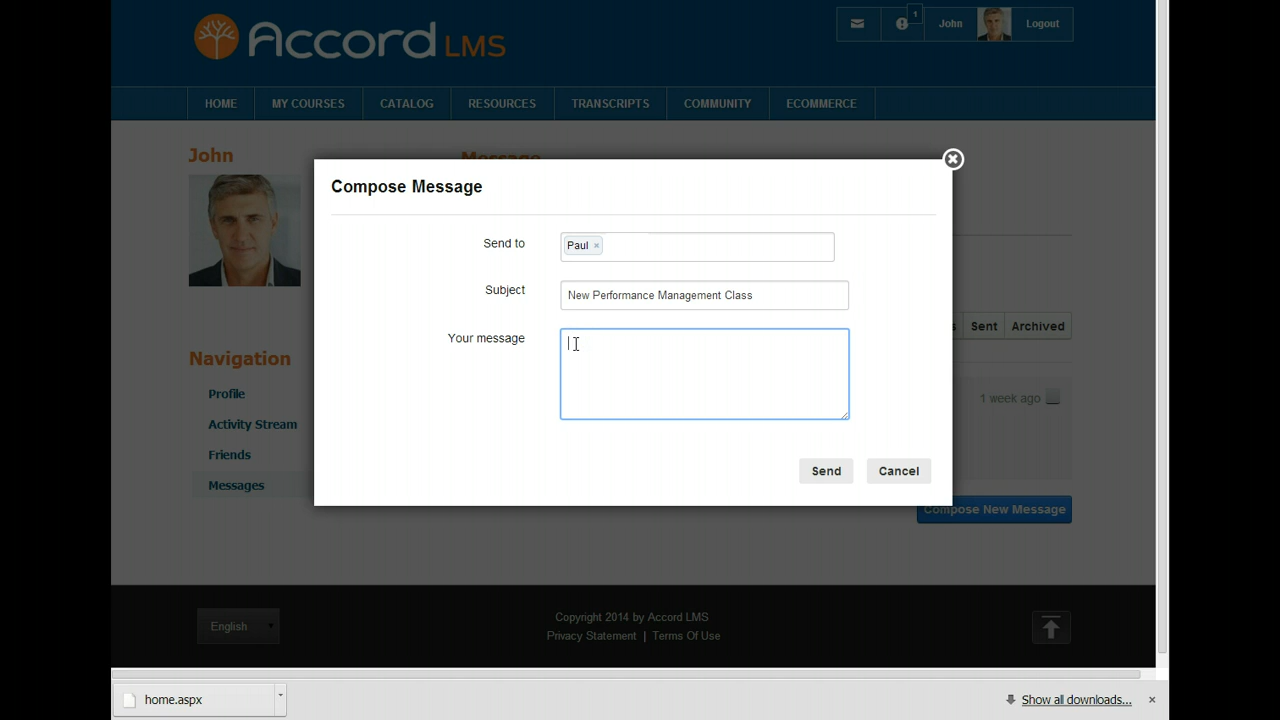 Accord LMS
1
John
Logout
HOME
MY COURSES
CATALOG
RESOURCES
TRANSCRIPTS
COMMUNITY
ECOMMERCE
John
Message
Compose Message
Send to
Paul ×
Subject
New Performance Management Class
Your message
Sent
Archived
Navigation
Profile
Activity Stream
Friends
Messages
1 week ago
Send
Cancel
Compose New Message
English
Copyright 2014 by Accord LMS
Privacy Statement | Terms Of Use
home.aspx
Show all downloads...